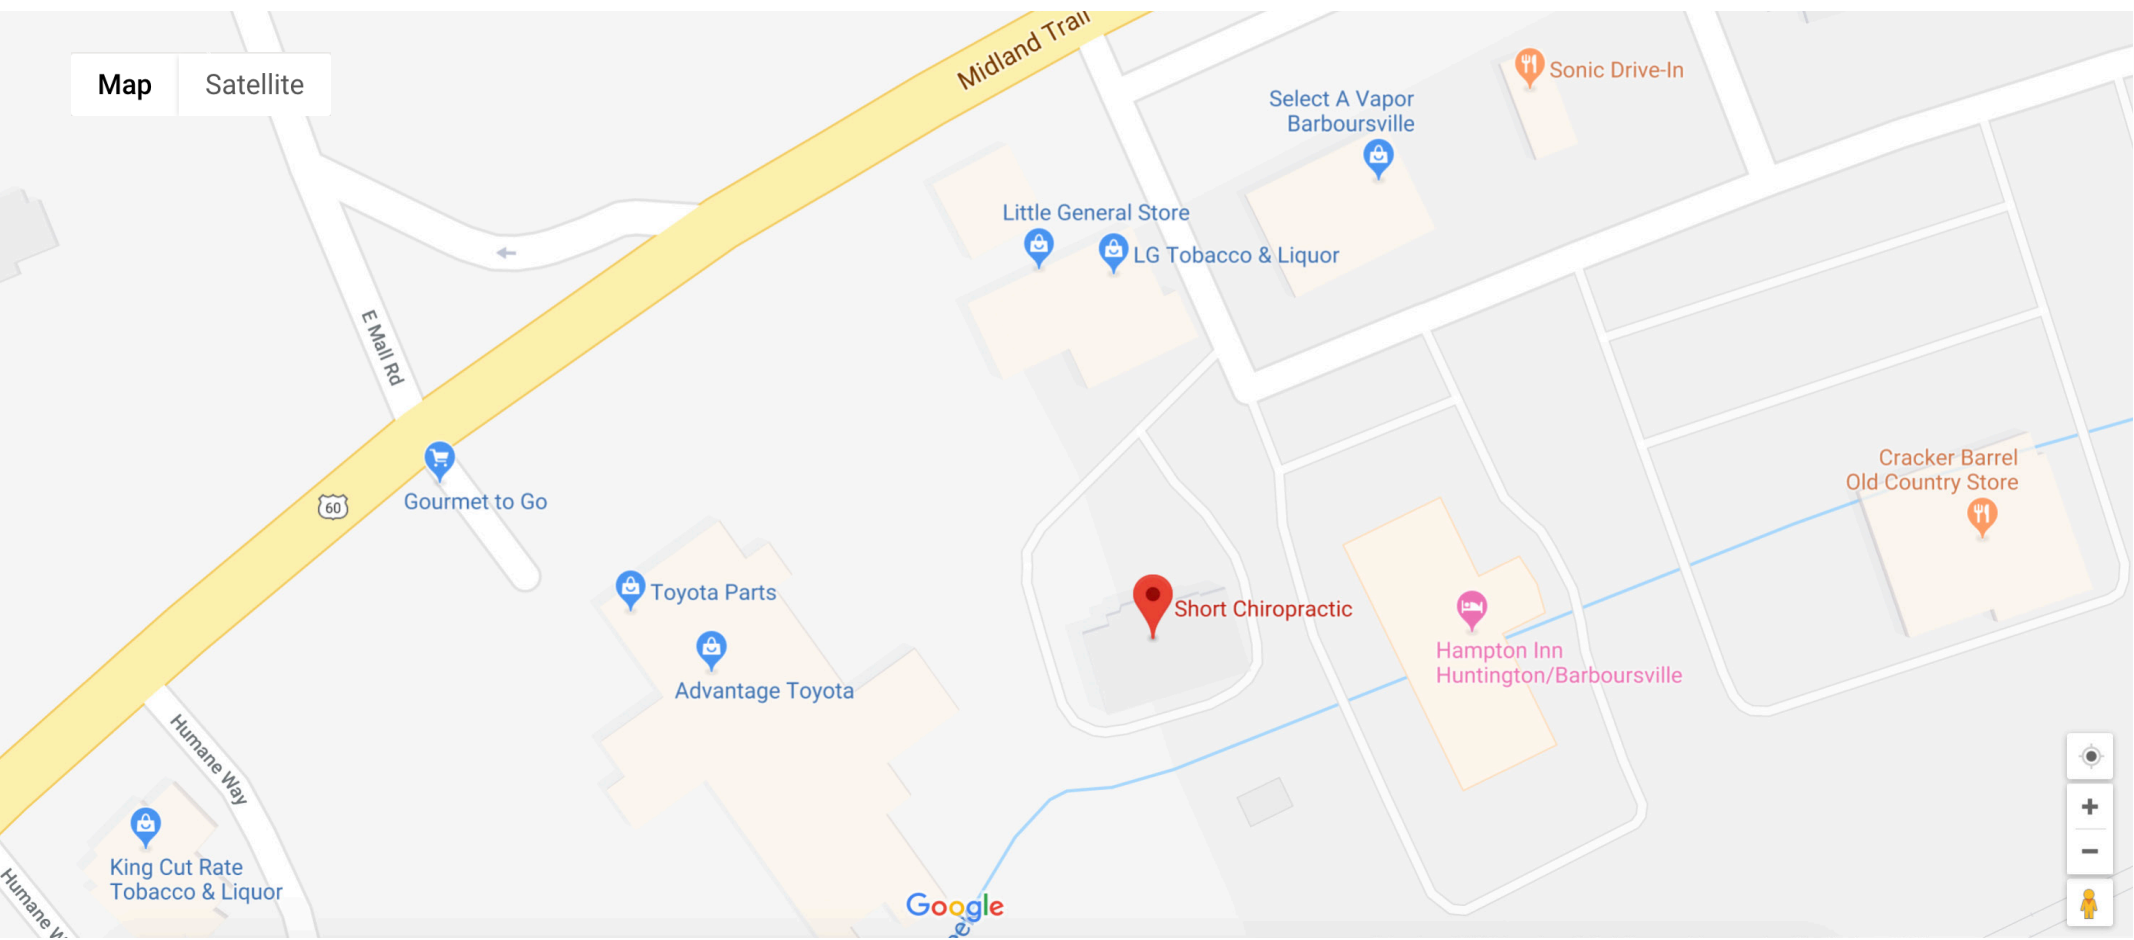 Midland Trail
Map
Satellite
Sonic Drive-In
Select A Vapor
Barboursville
Little General Store
LG Tobacco & Liquor
E Mall Rd
Cracker Barrel
Old Country Store
60
Gourmet to Go
Toyota Parts
Short Chiropractic
Hampton Inn
Huntington/Barboursville
Advantage Toyota
Humane Way
King Cut Rate
Tobacco & Liquor
Humane
Google